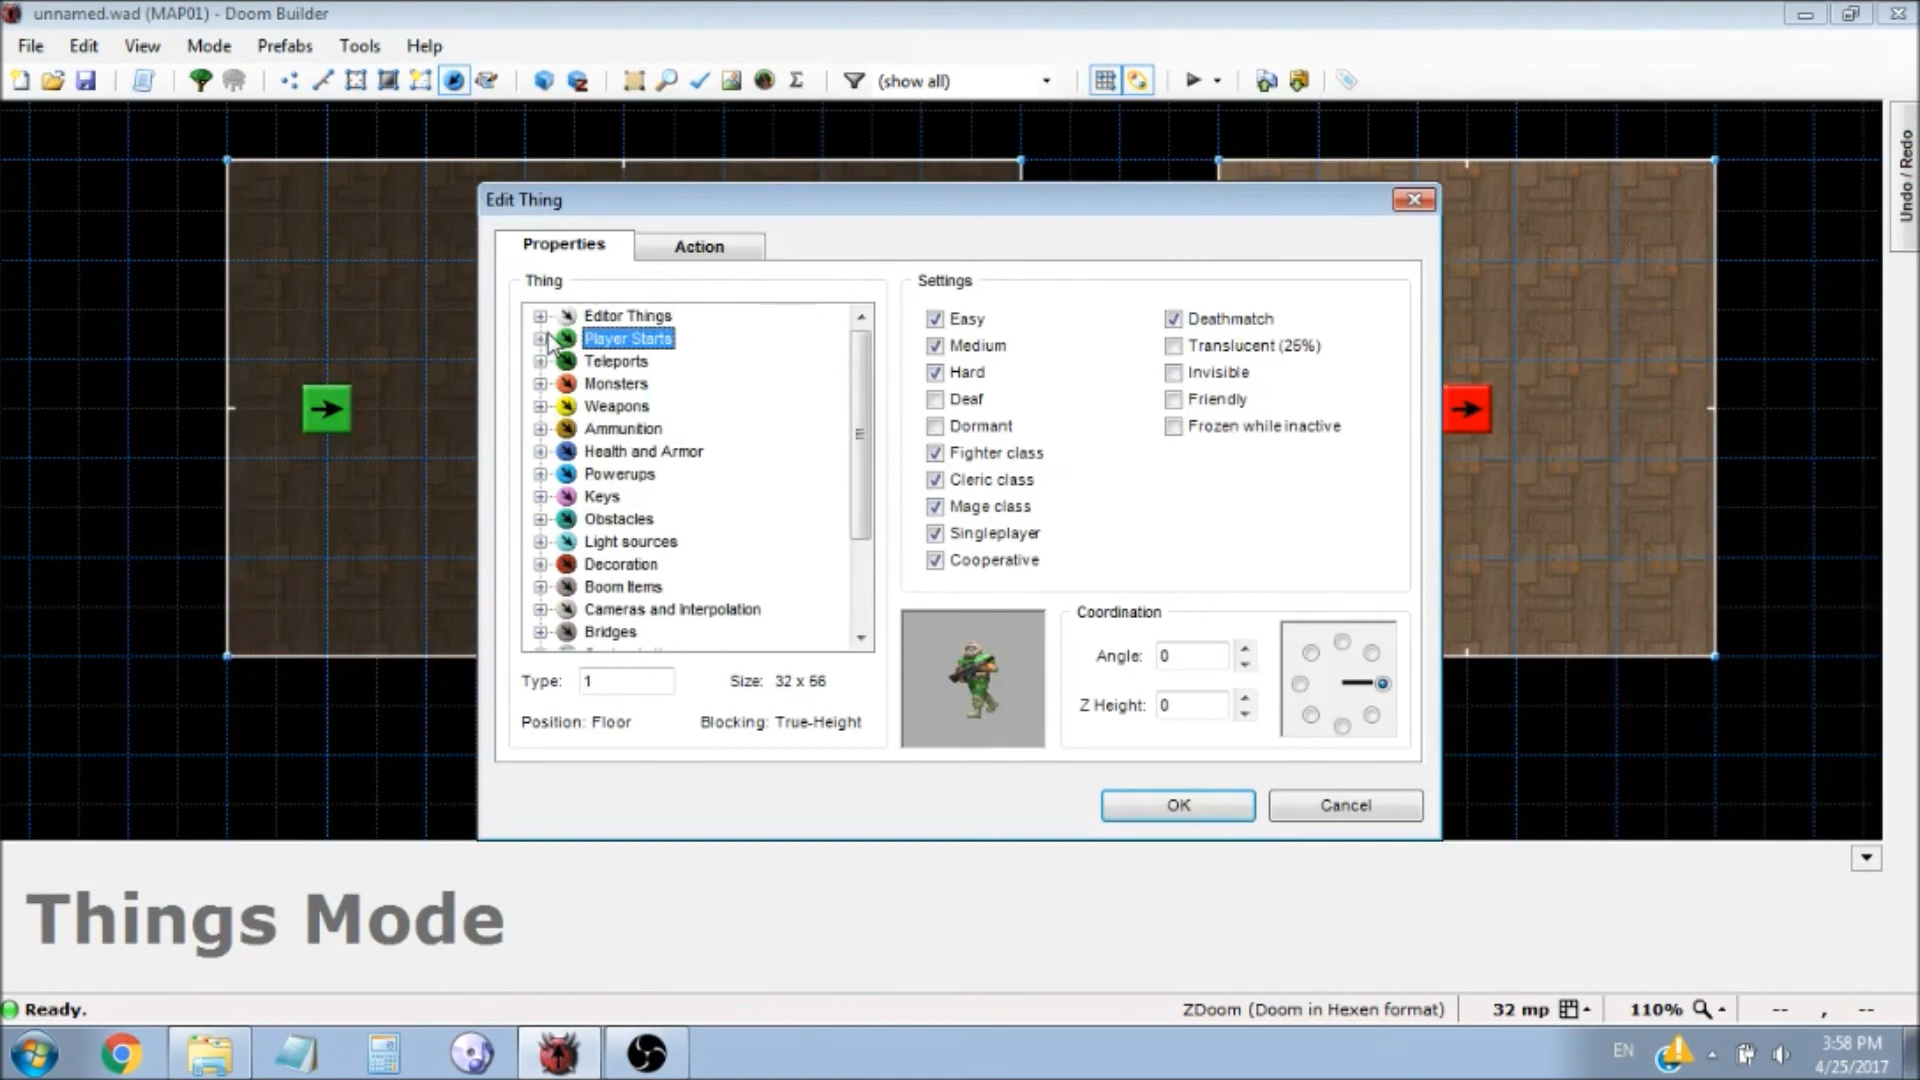 unnamed.wad (MAP01) - Doom Builder
File Edit View Mode Prefabs Tools Help
(show all)
Undo / Redo
Edit Thing
Properties Action
Thing
Editor Things
Player Starts
Teleports
Monsters
Weapons
Ammunition
Health and Armor
Powerups
Keys
Obstacles
Light sources
Decoration
Boom Items
Cameras and Interpolation
Bridges
Type: 1 Size: 32 x 56
Position: Floor Blocking: True-Height
Settings
Easy Deathmatch
Medium Translucent (25%)
Hard Invisible
Deaf Friendly
Dormant Frozen while inactive
Fighter class
Cleric class
Mage class
Singleplayer
Cooperative
Coordination
Angle: 0
Z Height: 0
OK Cancel
Things Mode
Ready. ZDoom (Doom in Hexen format) 32 mp 110% -- , --
EN 3:58 PM
4/25/2017